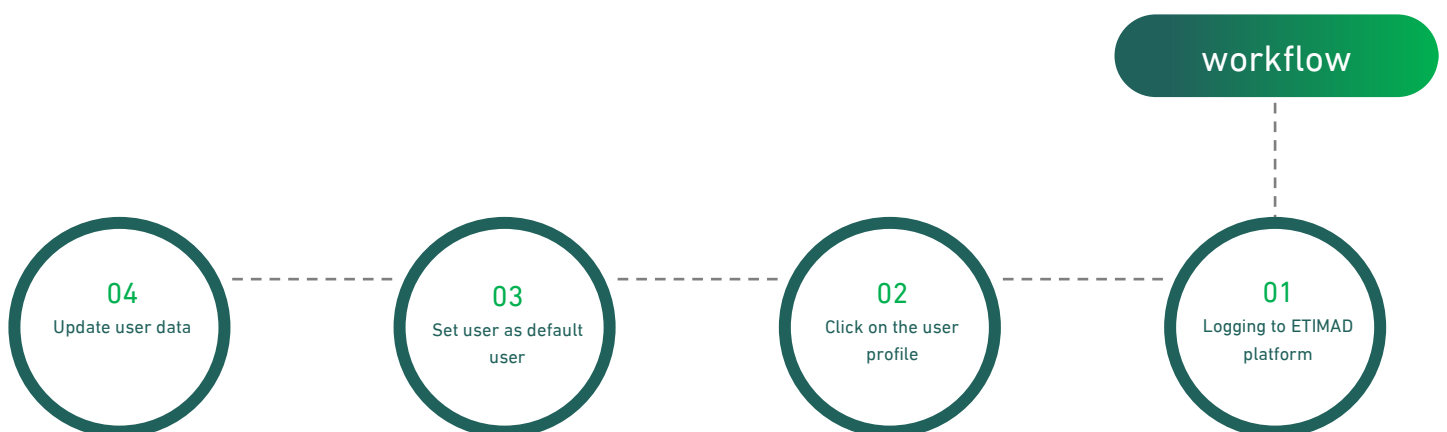 workflow
01
Logging to ETIMAD
platform
02
Click on the user
profile
03
Set user as default
user
04
Update user data